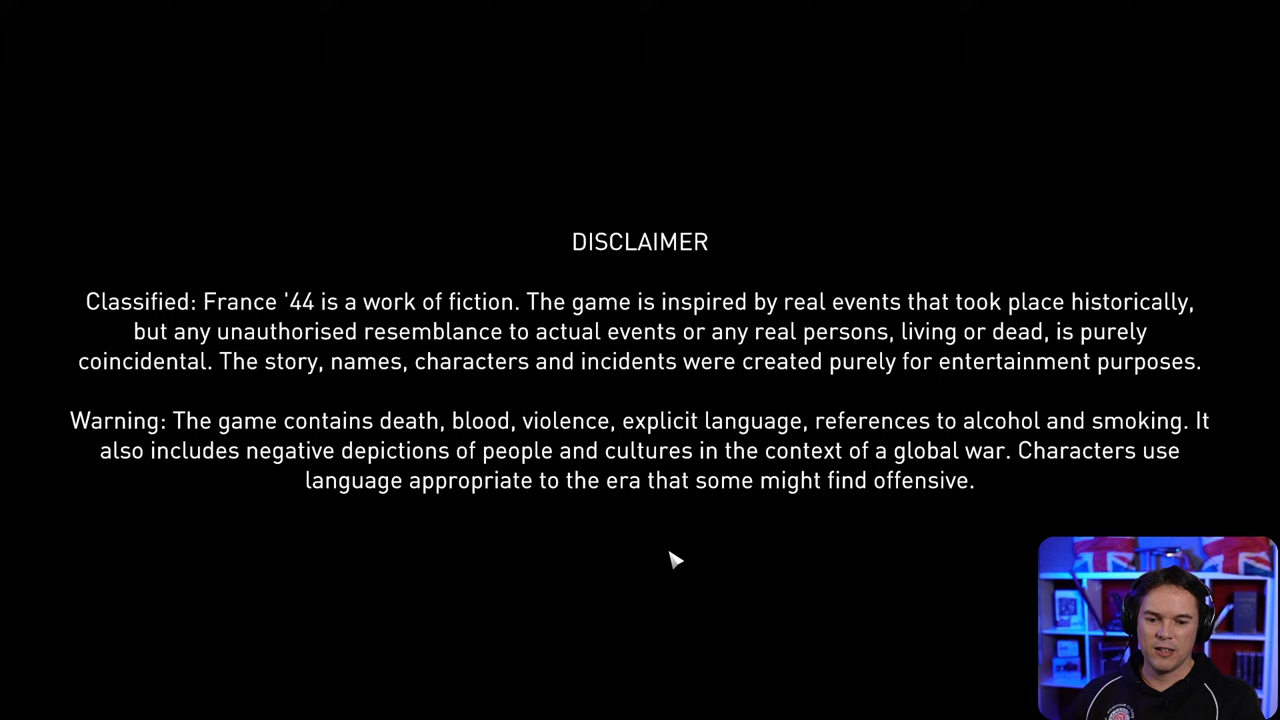 DISCLAIMER
Classified: France '44 is a work of fiction. The game is inspired by real events that took place historically,
but any unauthorised resemblance to actual events or any real persons, living or dead, is purely
coincidental. The story, names, characters and incidents were created purely for entertainment purposes.
Warning: The game contains death, blood, violence, explicit language, references to alcohol and smoking. It
also includes negative depictions of people and cultures in the context of a global war. Characters use
language appropriate to the era that some might find offensive.